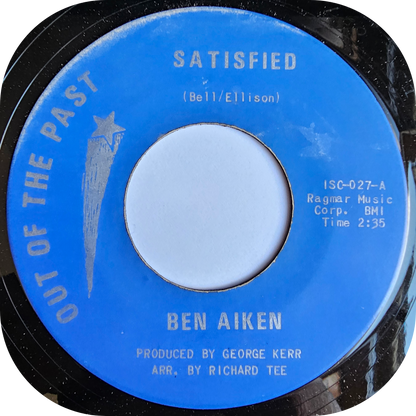 SATISFIED
(Bell/Ellison)
OUT OF THE PAST
ISC-027-A
Ragmar Music
Corp. BMI
Time 2:35
BEN AIKEN
PRODUCED BY GEORGE KERR
ARR. BY RICHARD TEE